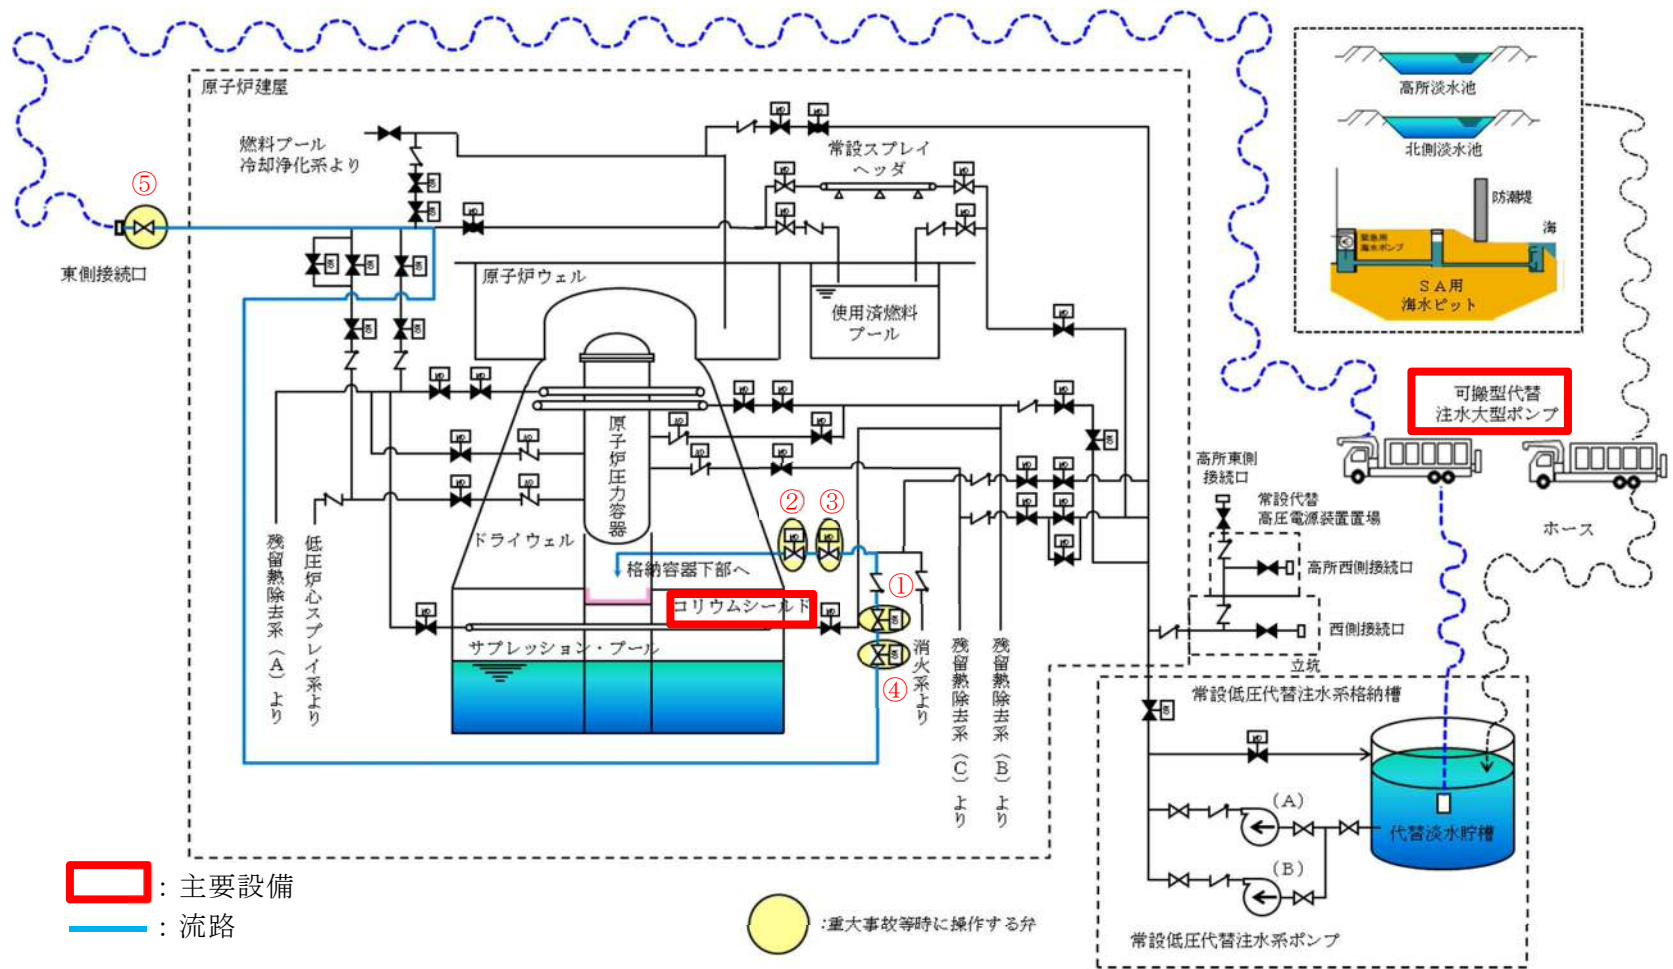 原子炉建屋
燃料プール
冷却浄化系より
常設スプレイ
ヘッダ
高所淡水池
北側淡水池
防潮堤
海
緊急用
海水ポンプ
SA用
海水ピット
⑤
東側接続口
原子炉ウェル
使用済燃料
プール
可搬型代替
注水大型ポンプ
原子炉圧力容器
高所東側
接続口
常設代替
高圧電源装置置場
ホース
②
③
ドライウェル
格納容器下部へ
①
コリウムシールド
高所西側接続口
サプレッション・プール
④
西側接続口
立坑
残留熱除去系(A)より
低圧炉心スプレイ系より
消火系より
残留熱除去系(C)より
残留熱除去系(B)より
常設低圧代替注水系格納槽
(A)
代替淡水貯槽
(B)
常設低圧代替注水系ポンプ
:主要設備
:流路
:重大事故等時に操作する弁